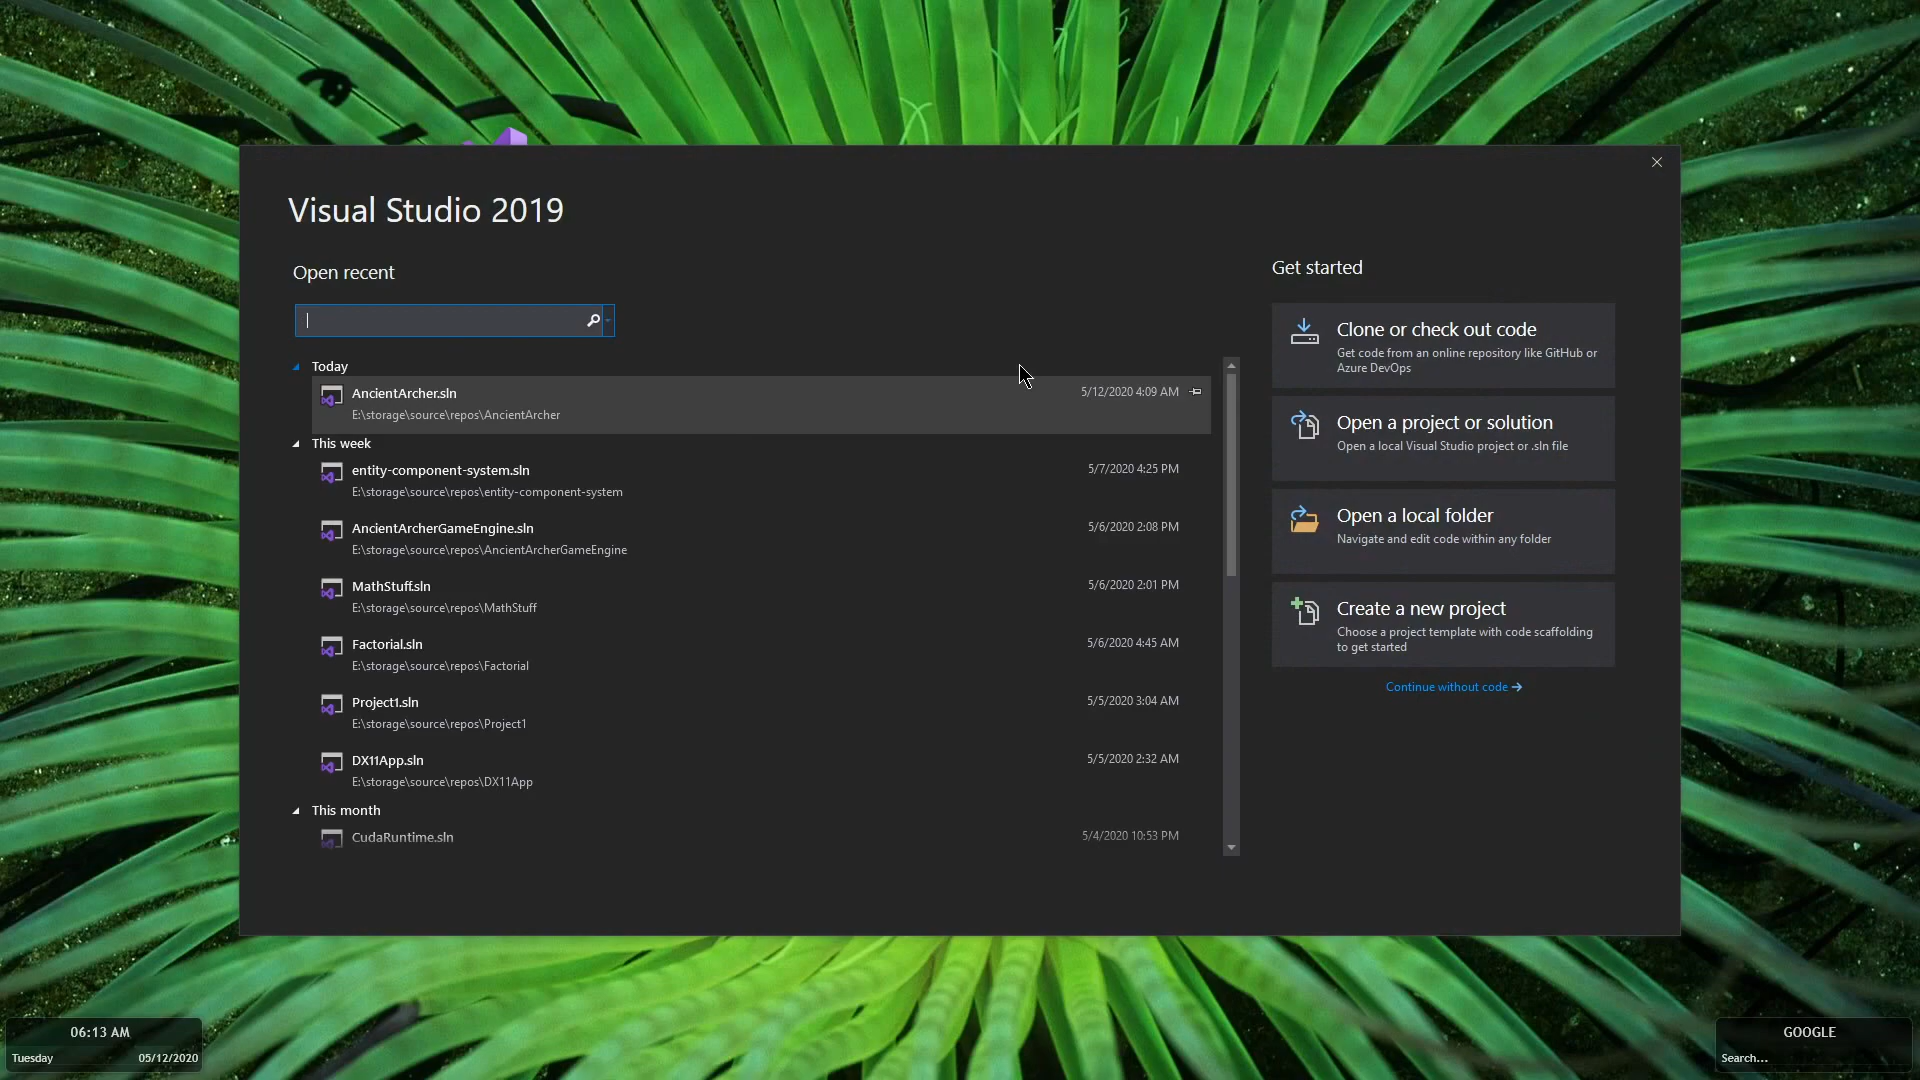 Visual Studio 2019
Open recent
Today
AncientArcher.sln
5/12/2020 4:09 AM
E:\storage\source\repos\AncientArcher
This week
entity-component-system.sln
5/7/2020 4:25 PM
E:\storage\source\repos\entity-component-system
AncientArcherGameEngine.sln
5/6/2020 2:08 PM
E:\storage\source\repos\AncientArcherGameEngine
MathStuff.sln
5/6/2020 2:01 PM
E:\storage\source\repos\MathStuff
Factorial.sln
5/6/2020 4:45 AM
E:\storage\source\repos\Factorial
Project1.sln
5/5/2020 3:04 AM
E:\storage\source\repos\Project1
DX11App.sln
5/5/2020 2:32 AM
E:\storage\source\repos\DX11App
This month
CudaRuntime.sln
5/4/2020 10:53 PM
Get started
Clone or check out code
Get code from an online repository like GitHub or
Azure DevOps
Open a project or solution
Open a local Visual Studio project or .sln file
Open a local folder
Navigate and edit code within any folder
Create a new project
Choose a project template with code scaffolding
to get started
Continue without code
06:13 AM
Tuesday
05/12/2020
GOOGLE
Search...